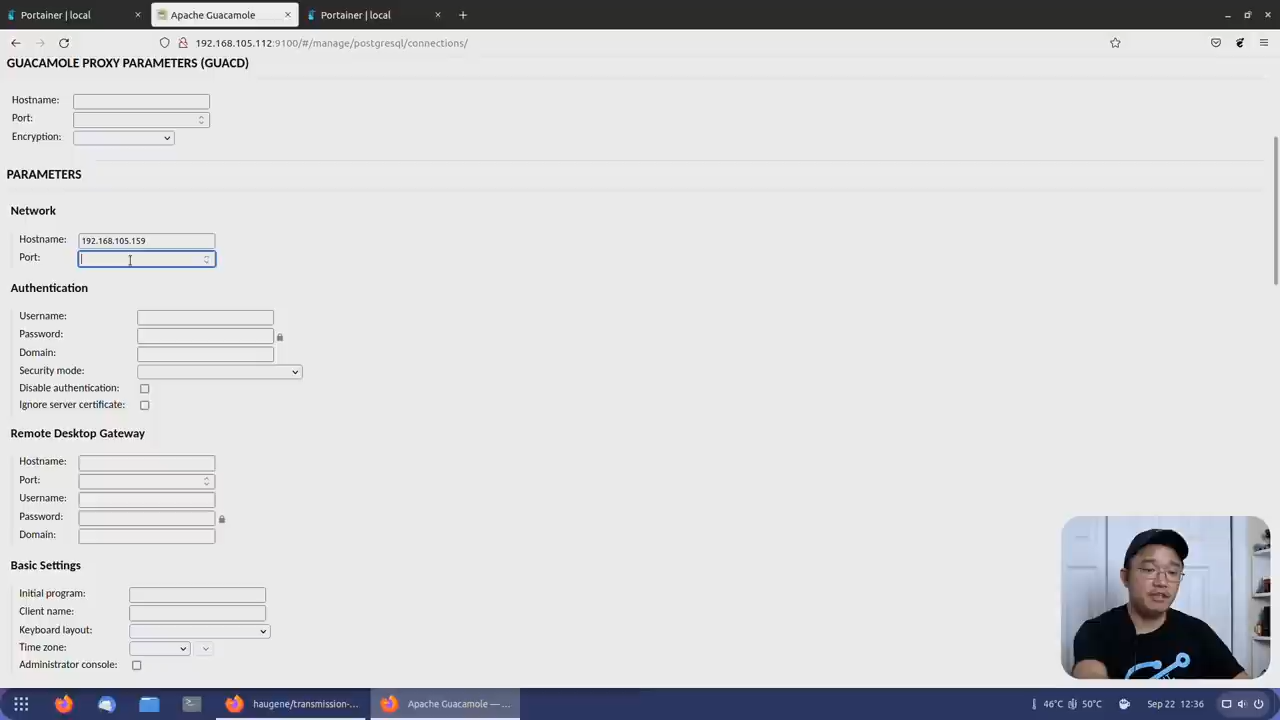 Portainer | local
Apache Guacamole
Portainer | local
192.168.105.112:9100/#/manage/postgresql/connections/
GUACAMOLE PROXY PARAMETERS (GUACD)
Hostname:
Port:
Encryption:
PARAMETERS
Network
Hostname: 192.168.105.159
Port:
Authentication
Username:
Password:
Domain:
Security mode:
Disable authentication:
Ignore server certificate:
Remote Desktop Gateway
Hostname:
Port:
Username:
Password:
Domain:
Basic Settings
Initial program:
Client name:
Keyboard layout:
Time zone:
Administrator console:
haugene/transmission-...
Apache Guacamole — ...
46°C 50°C Sep 22 12:36